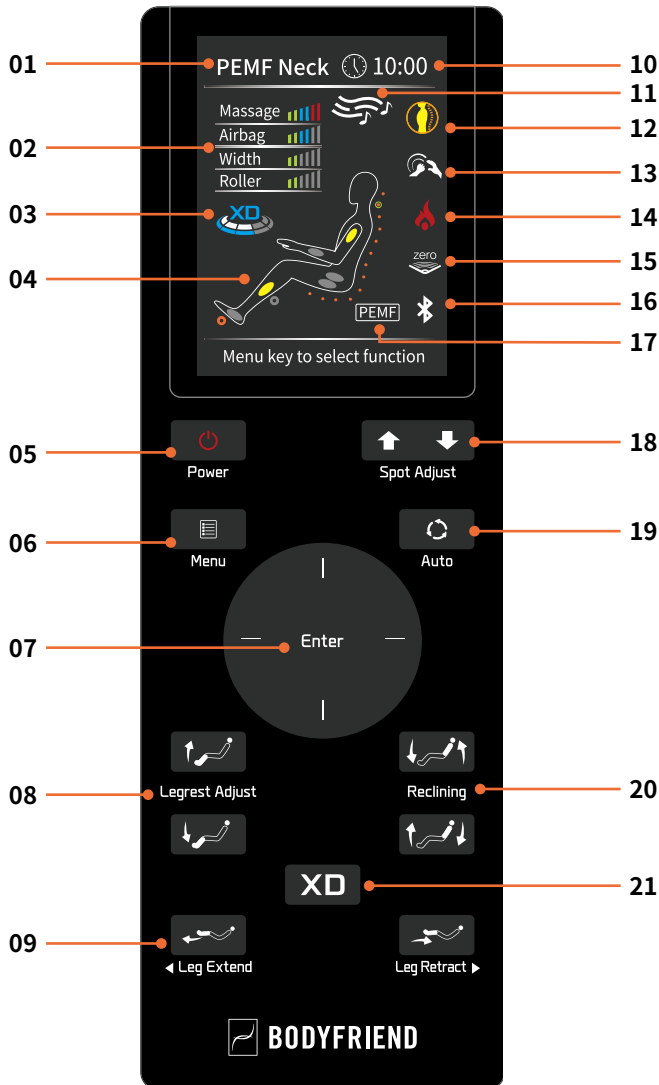 01
PEMF Neck 10:00
10
11
Massage
12
Airbag
02
Width
13
Roller
03
XD
14
zero
15
04
16
PEMF
17
Menu key to select function
05
18
Power
Spot Adjust
06
19
Menu
Auto
07
Enter
08
Legrest Adjust
Reclining
20
XD
21
09
Leg Extend
Leg Retract
BODYFRIEND